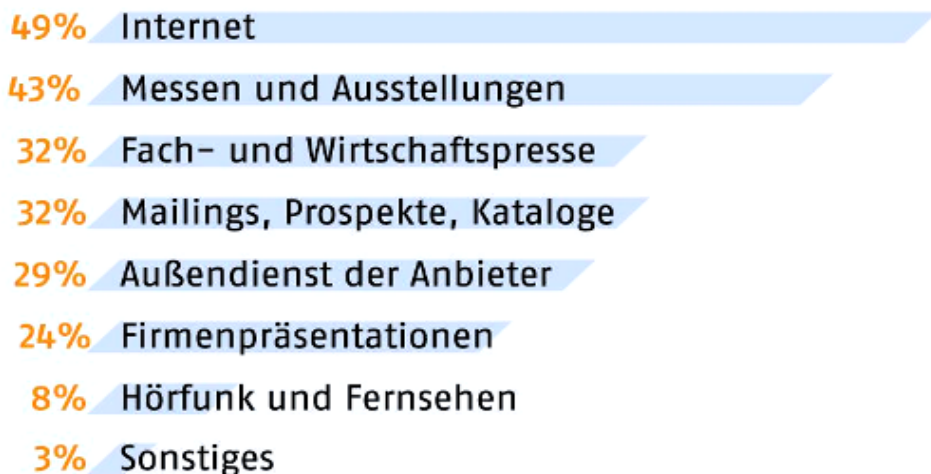 49% Internet
43% Messen und Ausstellungen
32% Fach- und Wirtschaftspresse
32% Mailings, Prospekte, Kataloge
29% Außendienst der Anbieter
24% Firmenpräsentationen
8% Hörfunk und Fernsehen
3% Sonstiges